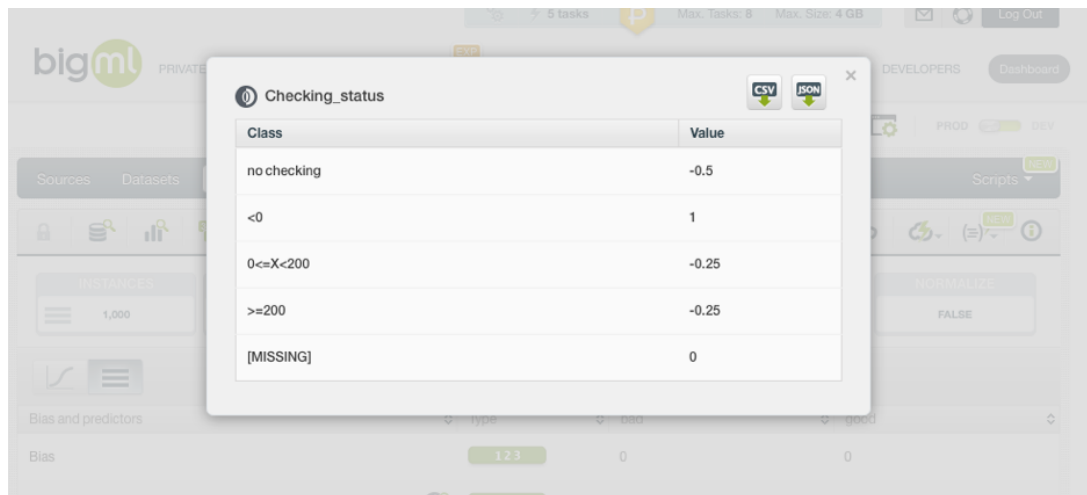 5 tasks Max. Tasks: 8 Max. Size: 4 GB Log Out
bigml PRIVATE EXP DEVELOPERS Dashboard
Checking_status CSV JSON ×
PROD DEV
Class Value
no checking -0.5
Sources Datasets Scripts NEW
<0 1
NEW
0<=X<200 -0.25
INSTANCES NORMALIZE
>=200 -0.25
1,000 FALSE
[MISSING] 0
Bias and predictors Type bad good
Bias 123 0 0